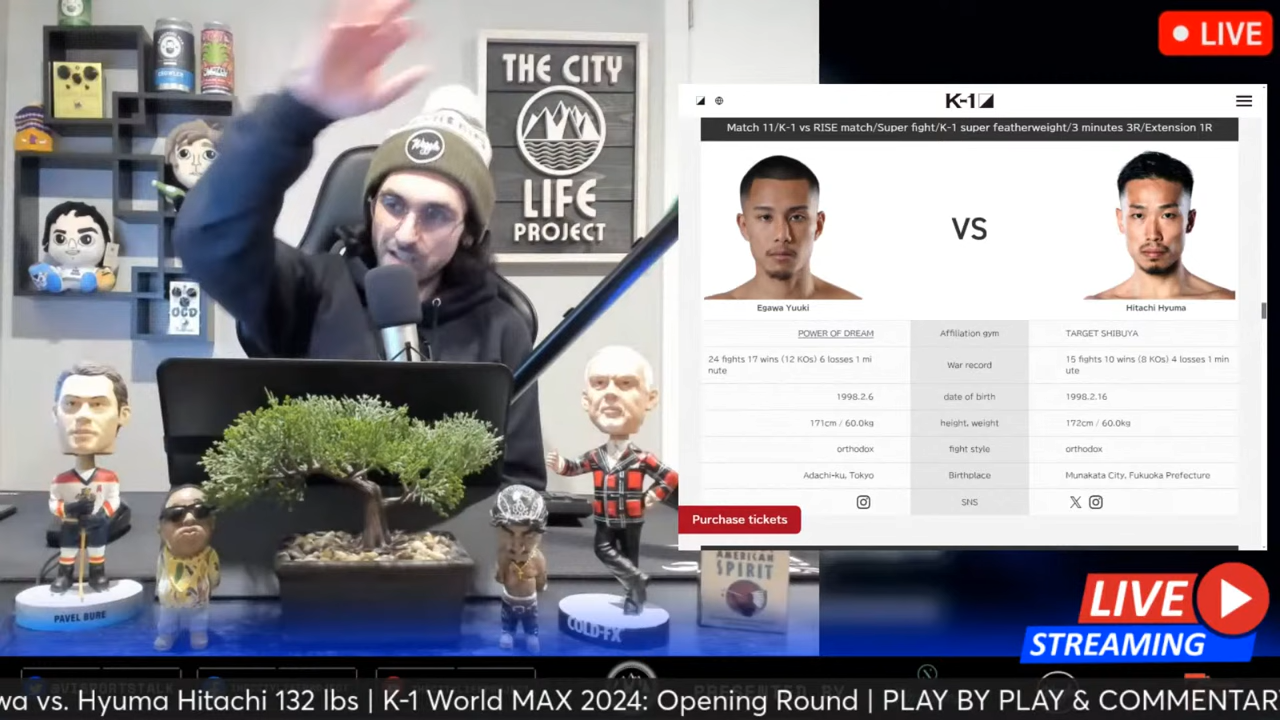 LIVE
THE CITY
LIFE
PROJECT
OCD
K-1
Match 11/K-1 vs RISE match/Super fight/K-1 super featherweight/3 minutes 3R/Extension 1R
VS
Egawa Yuuki
Hitachi Hyuma
POWER OF DREAM
Affiliation gym
TARGET SHIBUYA
24 fights 17 wins (12 KOs) 6 losses 1 mi
nute
War record
15 fights 10 wins (8 KOs) 4 losses 1 min
ute
1998.2.6
date of birth
1998.2.16
171cm / 60.0kg
height, weight
172cm / 60.0kg
orthodox
fight style
orthodox
Adachi-ku, Tokyo
Birthplace
Munakata City, Fukuoka Prefecture
SNS
Purchase tickets
AMERICAN
SPIRIT
PAVEL BURE
COLD-FX
LIVE
STREAMING
PRESENTED BY
wa vs. Hyuma Hitachi 132 lbs | K-1 World MAX 2024: Opening Round | PLAY BY PLAY & COMMENTAR